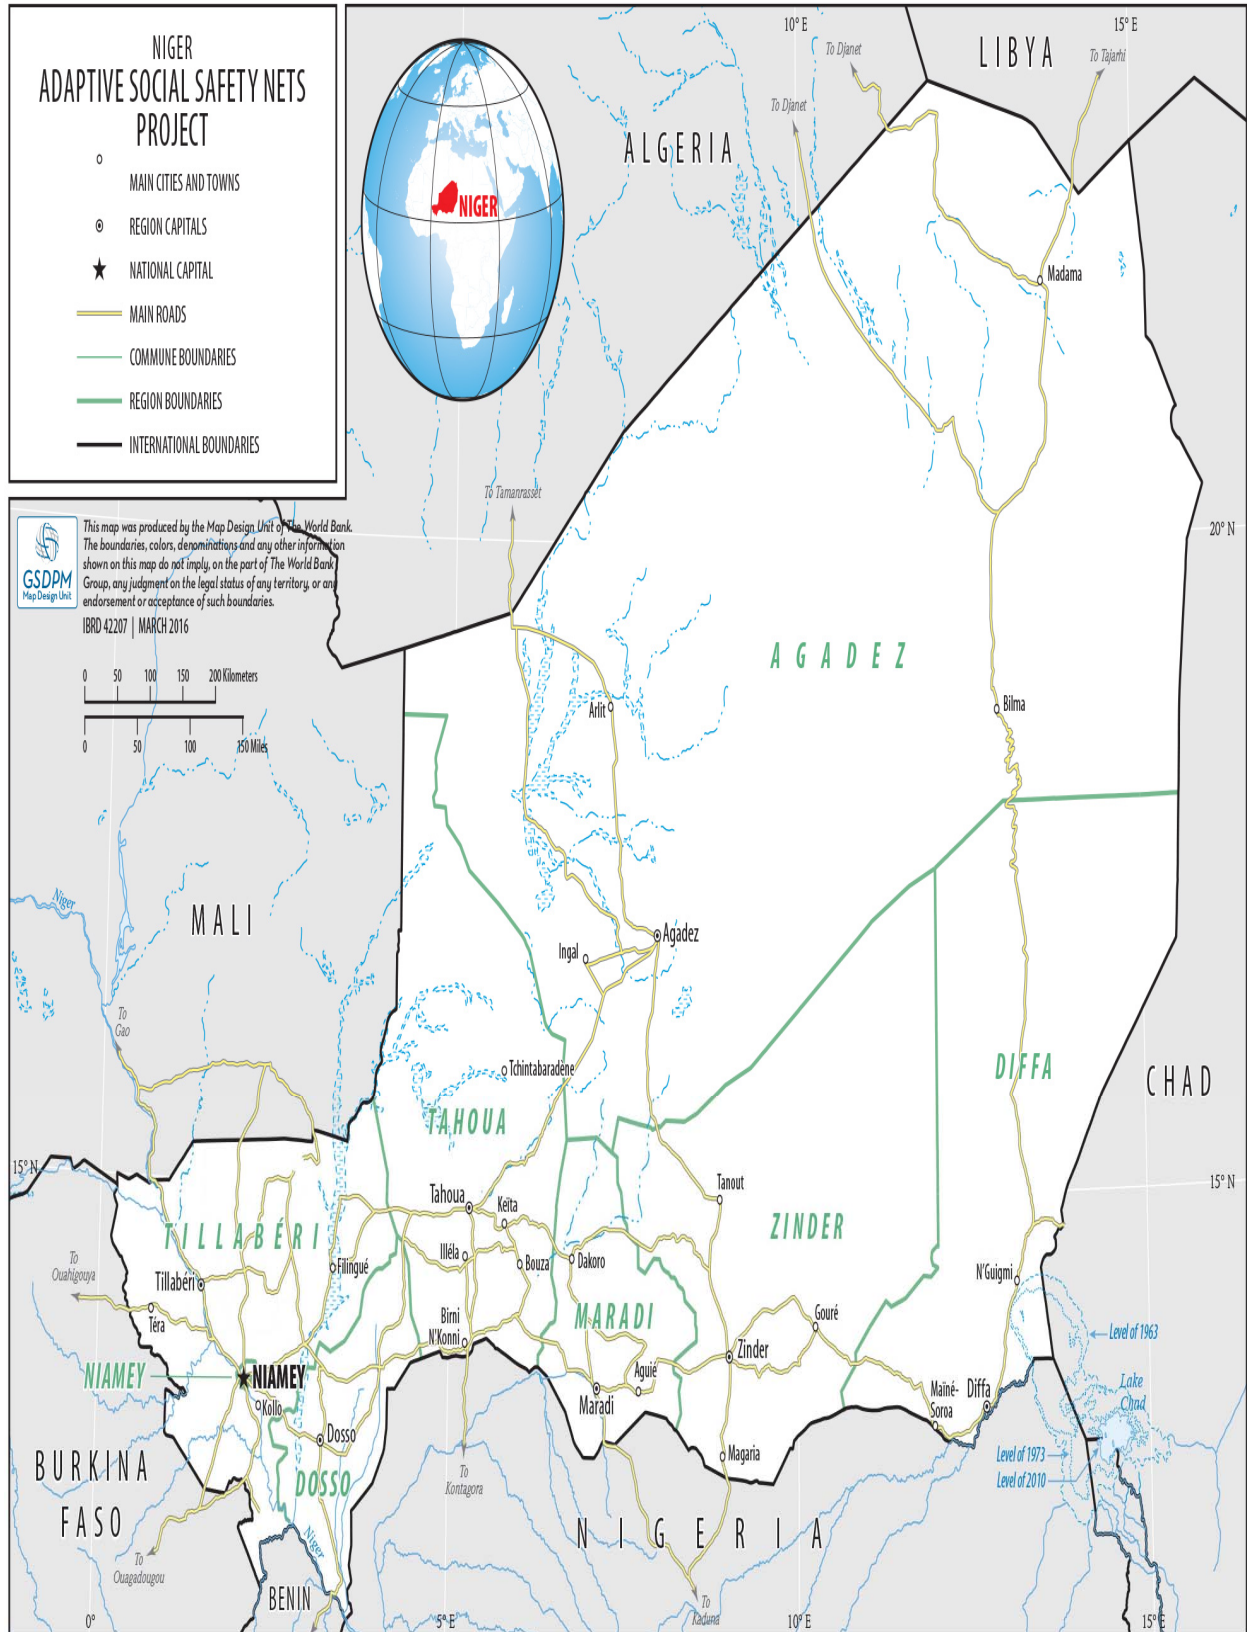 NIGER
ADAPTIVE SOCIAL SAFETY NETS
PROJECT
MAIN CITIES AND TOWNS
REGION CAPITALS
NATIONAL CAPITAL
MAIN ROADS
COMMUNE BOUNDARIES
REGION BOUNDARIES
INTERNATIONAL BOUNDARIES
NIGER
GSDPM
Map Design Unit
This map was produced by the Map Design Unit of The World Bank.
The boundaries, colors, denominations and any other information
shown on this map do not imply, on the part of The World Bank
Group, any judgment on the legal status of any territory, or any
endorsement or acceptance of such boundaries.
IBRD 42207 | MARCH 2016
0 50 100 150 200 Kilometers
0 50 100 150 Miles
10° E
15° E
To Djanet
LIBYA
To Tajarhi
To Djanet
ALGERIA
Madama
To Tamanrasset
20° N
AGADEZ
Arlit
Bilma
Niger
MALI
Agadez
Ingal
To
Gao
Tchintabaradène
DIFFA
CHAD
TAHOUA
15° N
15° N
Tahoua
Keïta
Tanout
TILLABÉRI
ZINDER
Illéla
Bouza
Dakoro
Filingué
N'Guigmi
To
Ouahigouya
Tillabéri
Téra
Birni
N'Konni
MARADI
Gouré
Level of 1963
Zinder
NIAMEY
NIAMEY
Aguié
Kollo
Maradi
Maïné-
Soroa
Diffa
Lake
Chad
Dosso
Magaria
Level of 1973
Level of 2010
BURKINA
FASO
DOSSO
To
Kontagora
NIGERIA
Niger
To
Ouagadougou
BENIN
To
Kaduna
0°
5° E
10° E
15° E